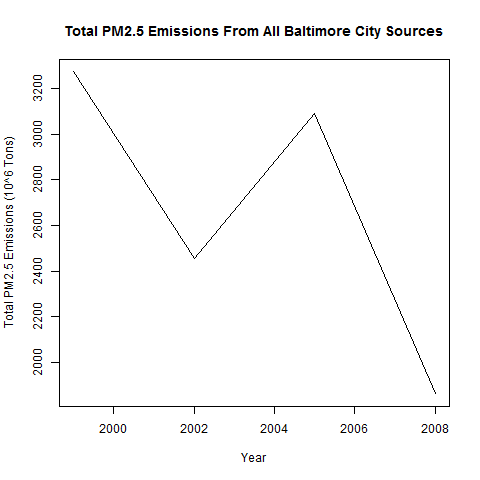 Total PM2.5 Emissions From All Baltimore City Sources
Total PM2.5 Emissions (10^6 Tons)
3200
3000
2800
2600
2400
2200
2000
2000 2002 2004 2006 2008
Year